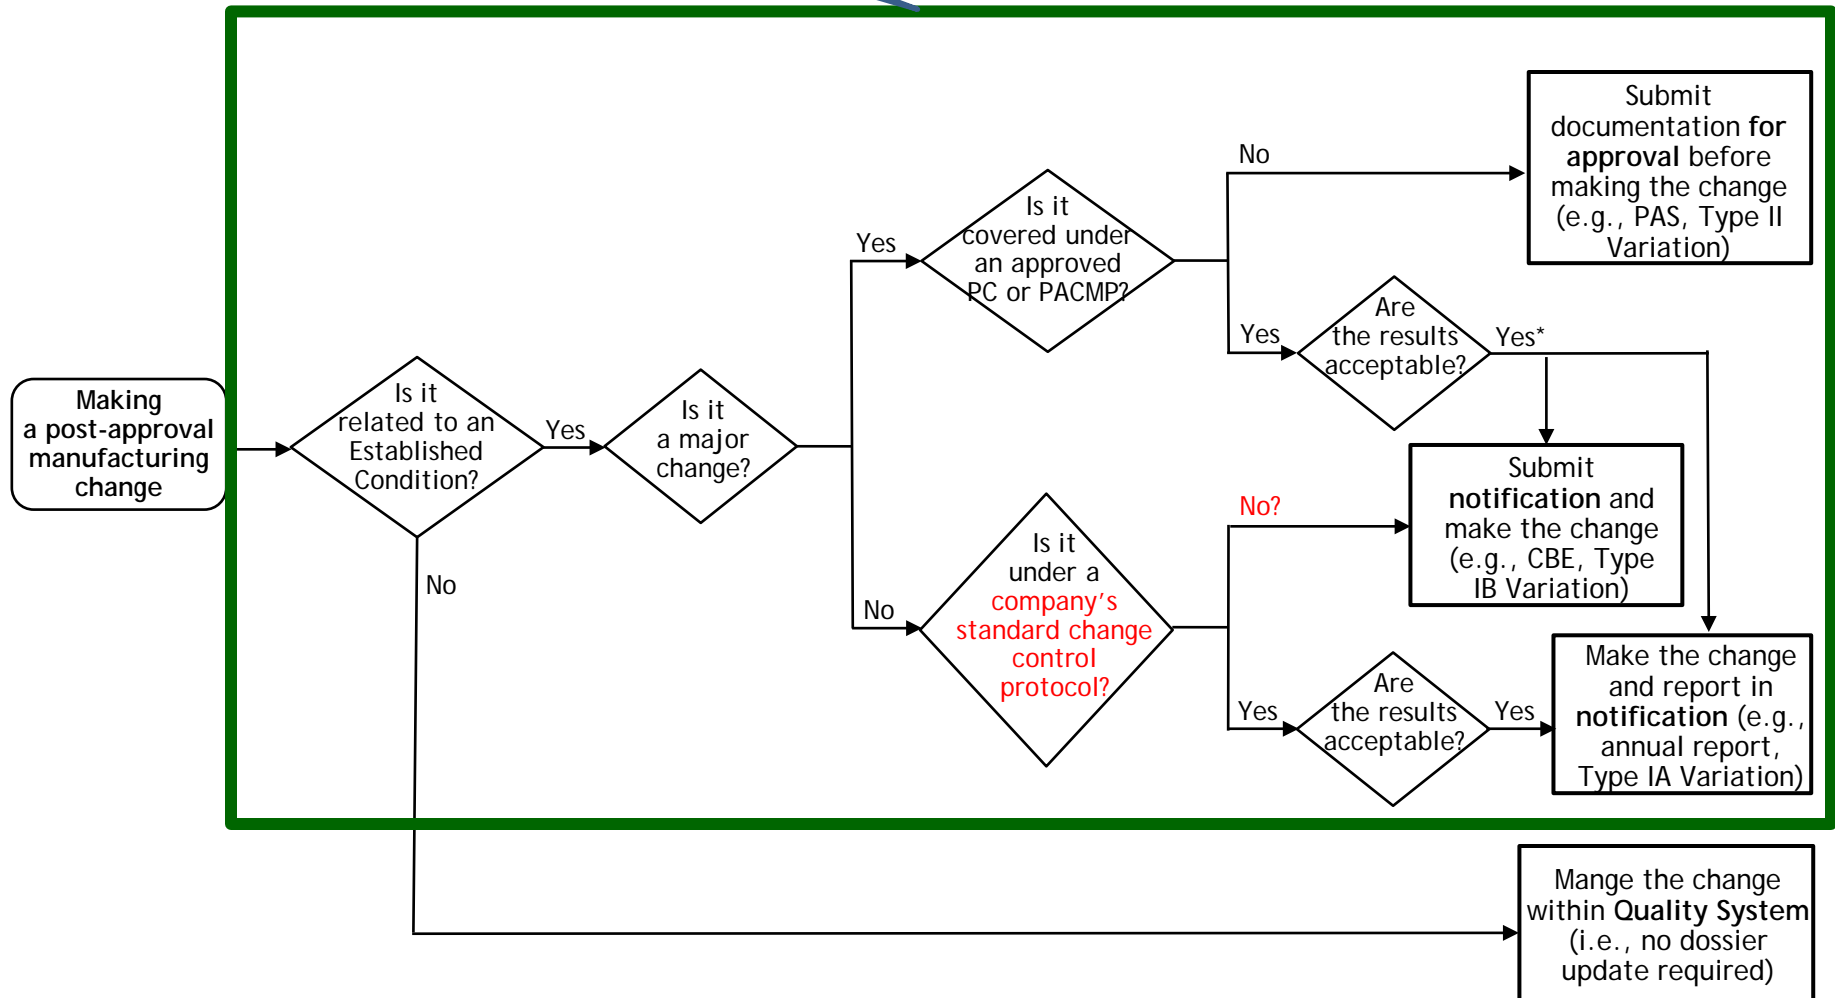 Making
a post-approval
manufacturing
change
Is it
related to an
Established
Condition?
Yes
No
Is it
a major
change?
Yes
Is it
covered under
an approved
PC or PACMP?
No
Submit
documentation for
approval before
making the change
(e.g., PAS, Type II
Variation)
Yes
Are
the results
acceptable?
Yes*
No
Is it
under a
company's
standard change
control
protocol?
No?
Submit
notification and
make the change
(e.g., CBE, Type
IB Variation)
Yes
Are
the results
acceptable?
Yes
Make the change
and report in
notification (e.g.,
annual report,
Type IA Variation)
Mange the change
within Quality System
(i.e., no dossier
update required)